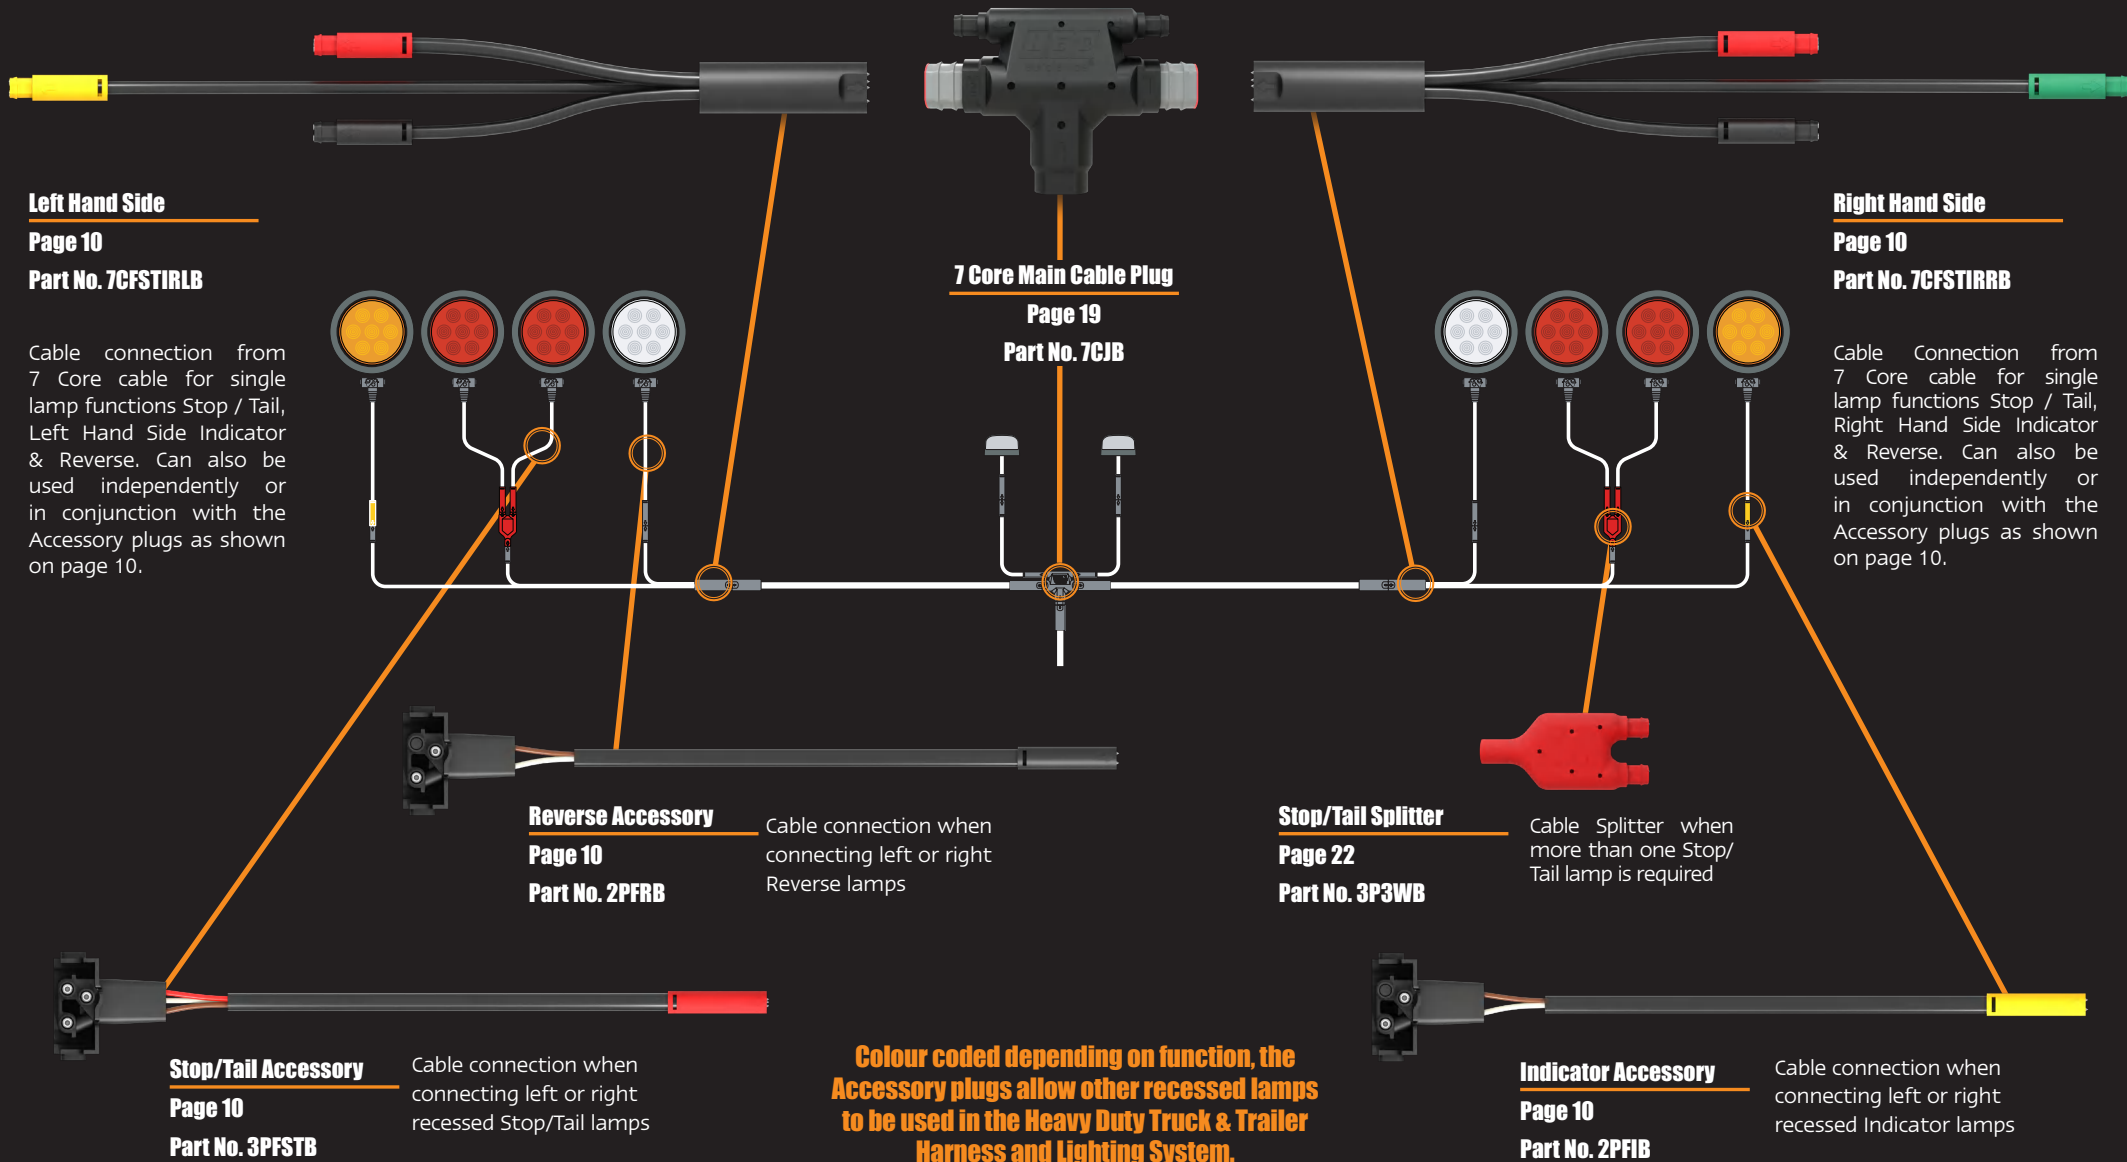 Left Hand Side
Page 10
Part No. 7CFSTIRLB
Cable connection from
7 Core cable for single
lamp functions Stop / Tail,
Left Hand Side Indicator
& Reverse. Can also be
used independently or
in conjunction with the
Accessory plugs as shown
on page 10.
7 Core Main Cable Plug
Page 19
Part No. 7CJB
Right Hand Side
Page 10
Part No. 7CFSTIRRB
Cable Connection from
7 Core cable for single
lamp functions Stop / Tail,
Right Hand Side Indicator
& Reverse. Can also be
used independently or
in conjunction with the
Accessory plugs as shown
on page 10.
Reverse Accessory
Page 10
Part No. 2PFRB
Cable connection when
connecting left or right
Reverse lamps
Stop/Tail Splitter
Page 22
Part No. 3P3WB
Cable Splitter when
more than one Stop/
Tail lamp is required
Stop/Tail Accessory
Page 10
Part No. 3PFSTB
Cable connection when
connecting left or right
recessed Stop/Tail lamps
Colour coded depending on function, the
Accessory plugs allow other recessed lamps
to be used in the Heavy Duty Truck & Trailer
Harness and Lighting System.
Indicator Accessory
Page 10
Part No. 2PFIB
Cable connection when
connecting left or right
recessed Indicator lamps